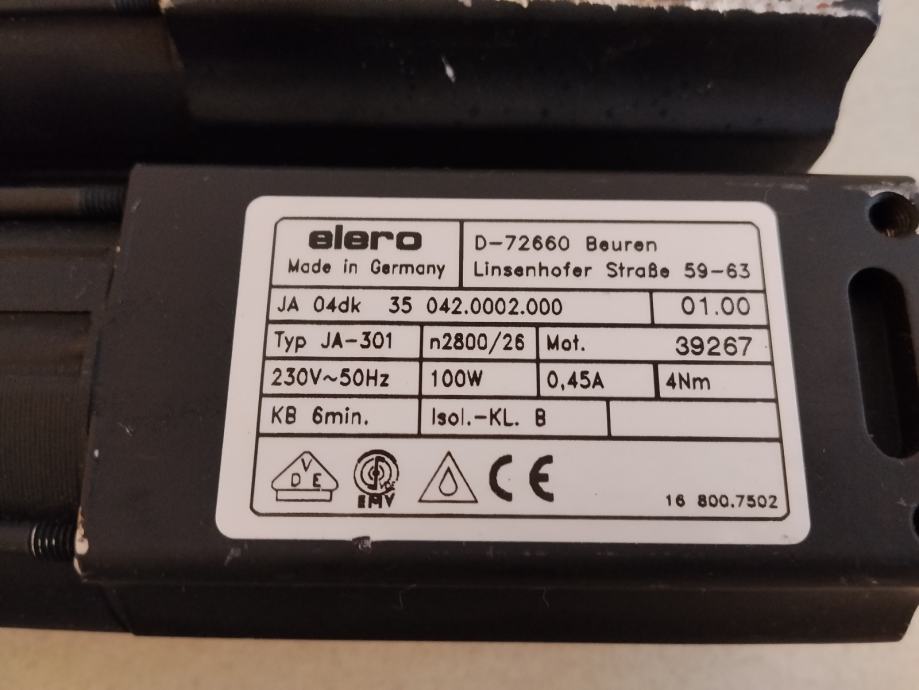 elero
Made in Germany
D-72660 Beuren
Linsenhofer Straße 59-63
JA 04dk 35 042.0002.000 01.00
Typ JA-301 n2800/26 Mot. 39267
230V~50Hz 100W 0,45A 4Nm
KB 6min. Isol.-KL. B
VDE EMV CE
16 800.7502